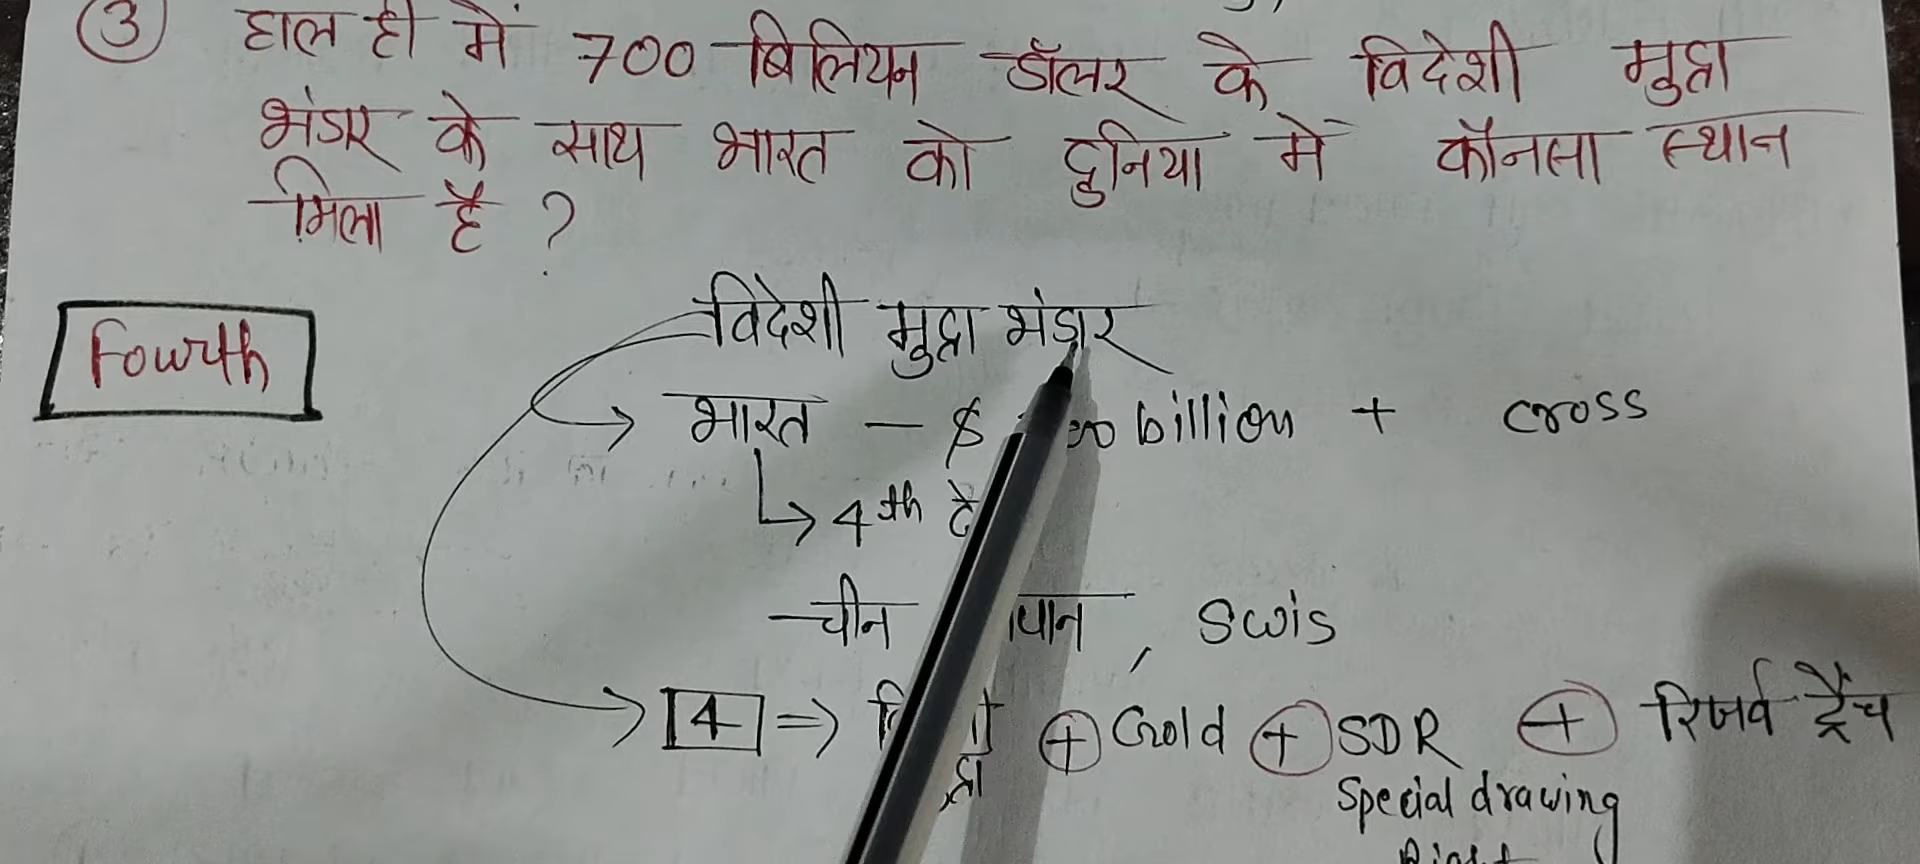 ③ हाल ही में 700 बिलियन डॉलर के विदेशी मुद्रा
भंडार के साथ भारत को दुनिया में कौनसा स्थान
मिला है ?
Fourth
विदेशी मुद्रा भंडार
→ भारत – $ billion + cross
↳ 4th
– चीन , Swis
→ 4 ⇒ ⊕ Gold ⊕ SDR ⊕ रिजर्व ट्रैंच
Special drawing